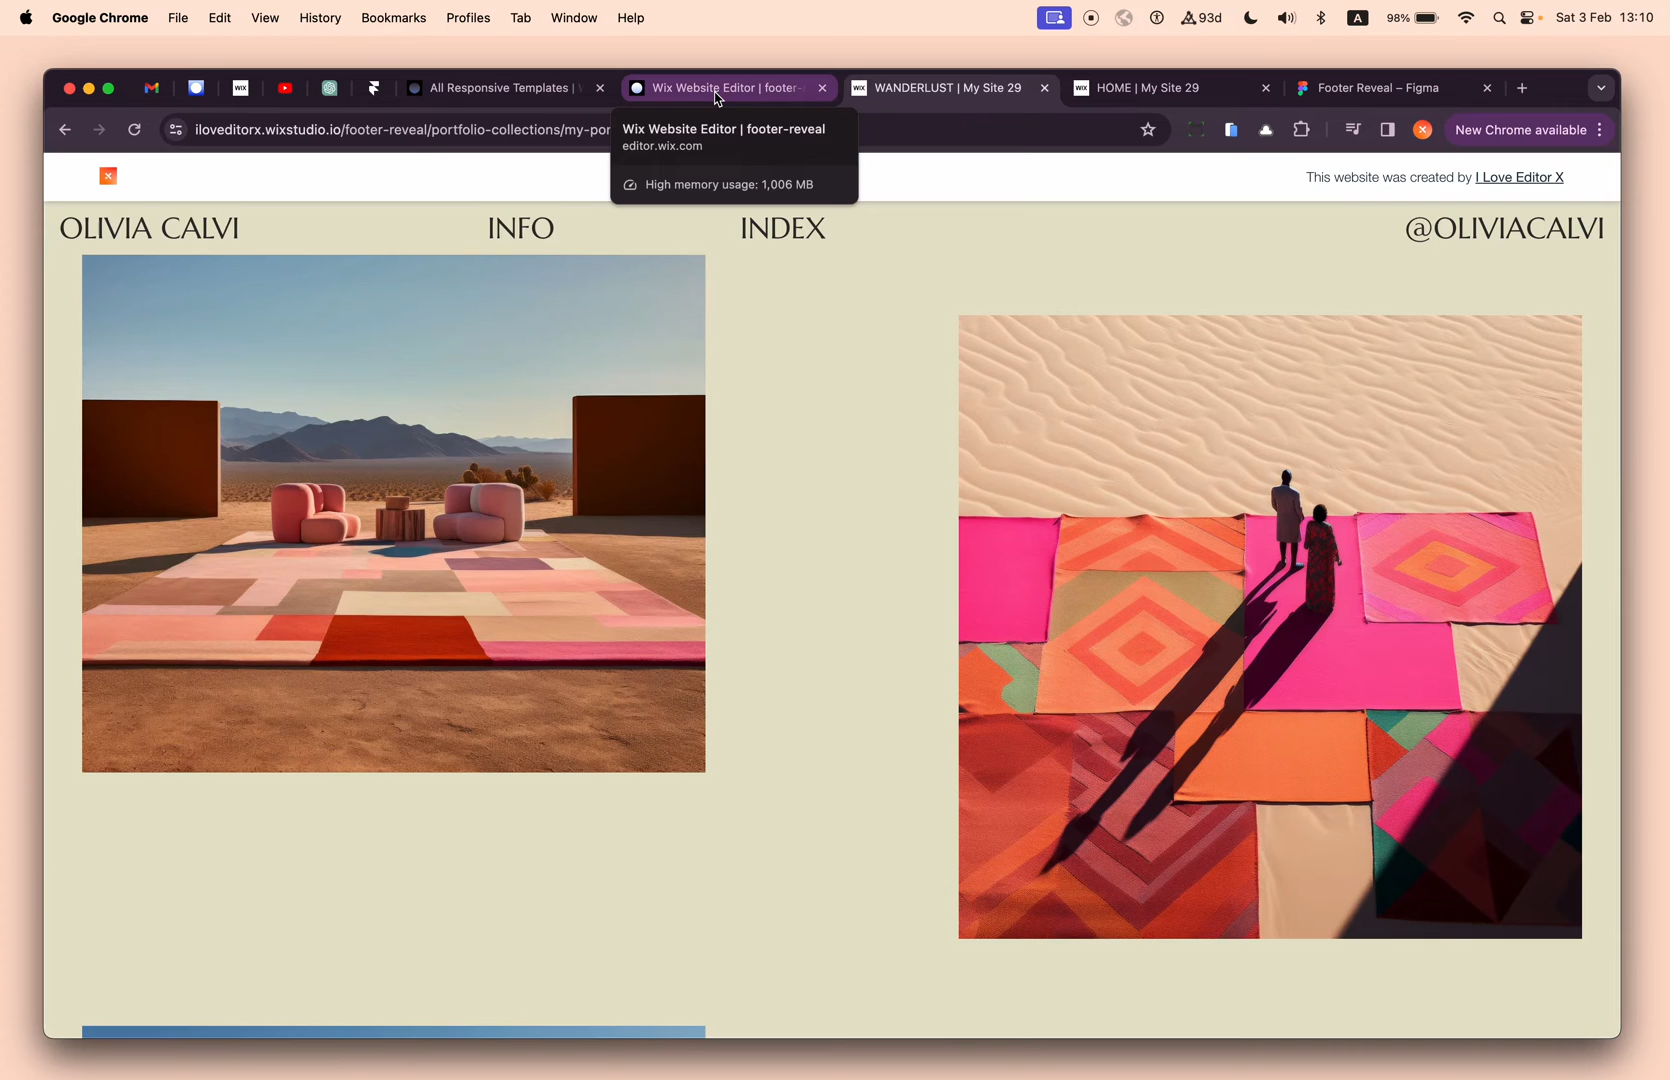 Google Chrome File Edit View History Bookmarks Profiles Tab Window Help 93d A 98% Sat 3 Feb 13:10
WIX All Responsive Templates | Wix Website Editor | footer- WIX WANDERLUST | My Site 29 WIX HOME | My Site 29 Footer Reveal – Figma
iloveditorx.wixstudio.io/footer-reveal/portfolio-collections/my-por New Chrome available
Wix Website Editor | footer-reveal
editor.wix.com
High memory usage: 1,006 MB
This website was created by I Love Editor X
OLIVIA CALVI INFO INDEX @OLIVIACALVI